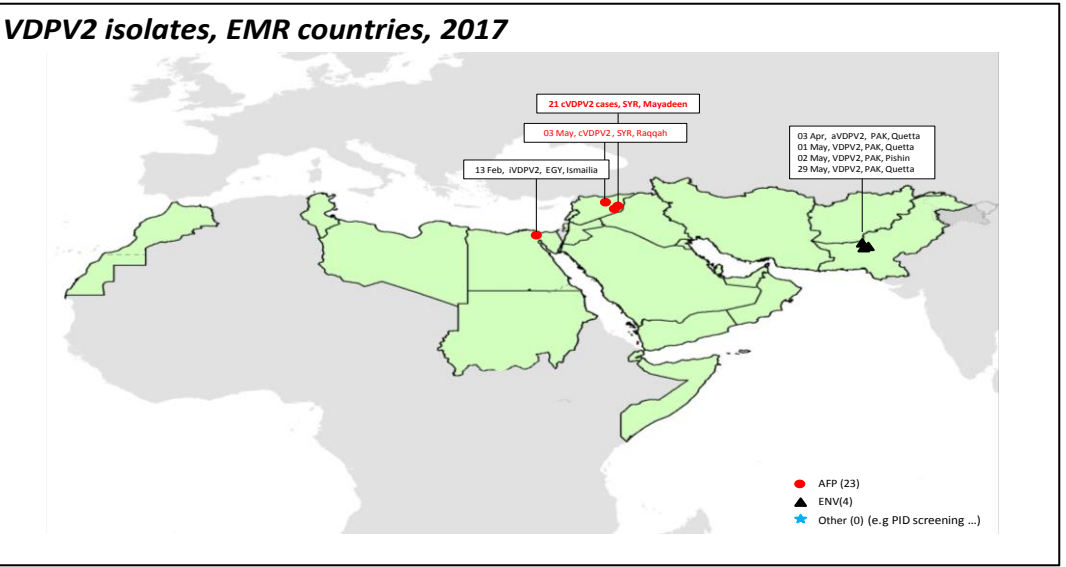 VDPV2 isolates, EMR countries, 2017
21 cVDPV2 cases, SYR, Mayadeen
03 May, cVDPV2 , SYR, Raqqah
13 Feb, iVDPV2, EGY, Ismailia
03 Apr, aVDPV2, PAK, Quetta
01 May, VDPV2, PAK, Quetta
02 May, VDPV2, PAK, Pishin
29 May, VDPV2, PAK, Quetta
AFP (23)
ENV(4)
Other (0) (e.g PID screening ...)